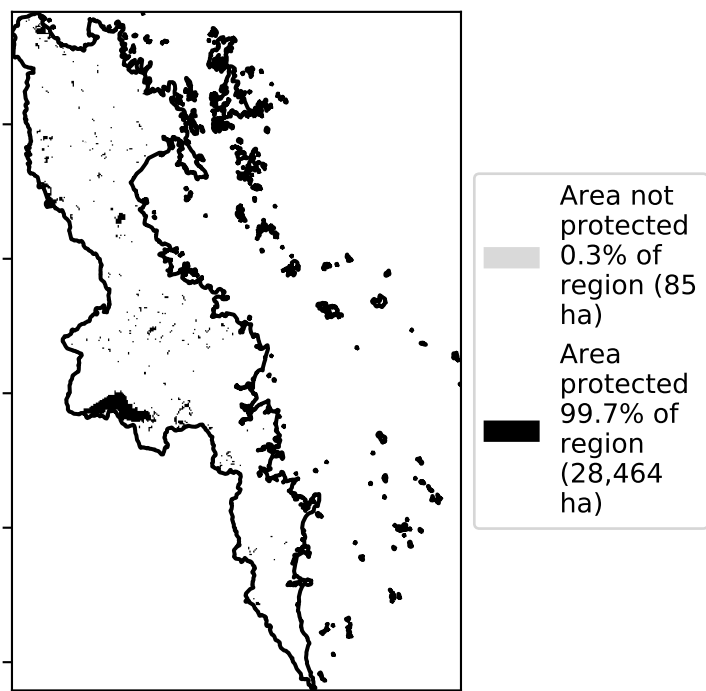 Area not
protected
0.3% of
region (85
ha)
Area
protected
99.7% of
region
(28,464
ha)